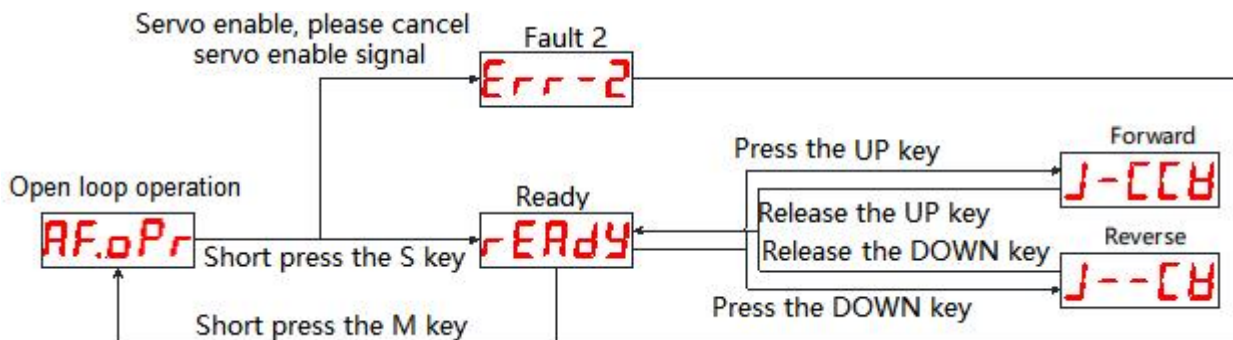 Servo enable, please cancel
servo enable signal
Fault 2
Err-2
Forward
Press the UP key
J-CCW
Open loop operation
Ready
Release the UP key
AF.oPr
rEAdy
Reverse
Short press the S key
Release the DOWN key
J--CW
Press the DOWN key
Short press the M key